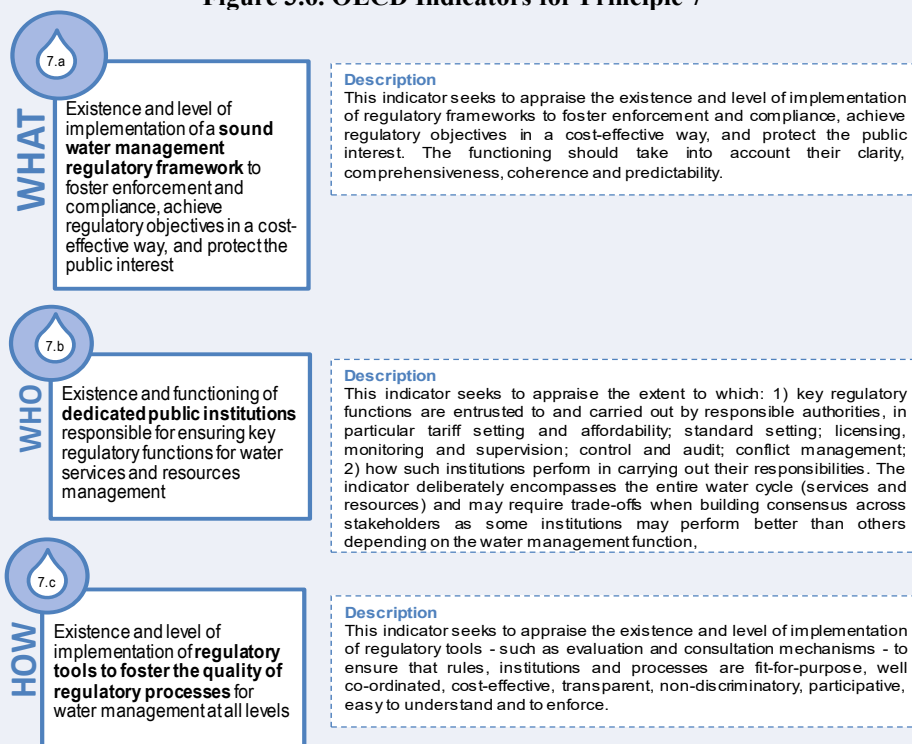 Figure 3.6. OECD Indicators for Principle 7
7.a
WHAT
Existence and level of
implementation of a sound
water management
regulatory framework to
foster enforcement and
compliance, achieve
regulatory objectives in a cost-
effective way, and protect the
public interest
Description
This indicator seeks to appraise the existence and level of implementation
of regulatory frameworks to foster enforcement and compliance, achieve
regulatory objectives in a cost-effective way, and protect the public
interest. The functioning should take into account their clarity,
comprehensiveness, coherence and predictability.
7.b
WHO
Existence and functioning of
dedicated public institutions
responsible for ensuring key
regulatory functions for water
services and resources
management
Description
This indicator seeks to appraise the extent to which: 1) key regulatory
functions are entrusted to and carried out by responsible authorities, in
particular tariff setting and affordability; standard setting; licensing,
monitoring and supervision; control and audit; conflict management;
2) how such institutions perform in carrying out their responsibilities. The
indicator deliberately encompasses the entire water cycle (services and
resources) and may require trade-offs when building consensus across
stakeholders as some institutions may perform better than others
depending on the water management function,
7.c
HOW
Existence and level of
implementation of regulatory
tools to foster the quality of
regulatory processes for
water management at all levels
Description
This indicator seeks to appraise the existence and level of implementation
of regulatory tools - such as evaluation and consultation mechanisms - to
ensure that rules, institutions and processes are fit-for-purpose, well
co-ordinated, cost-effective, transparent, non-discriminatory, participative,
easy to understand and to enforce.